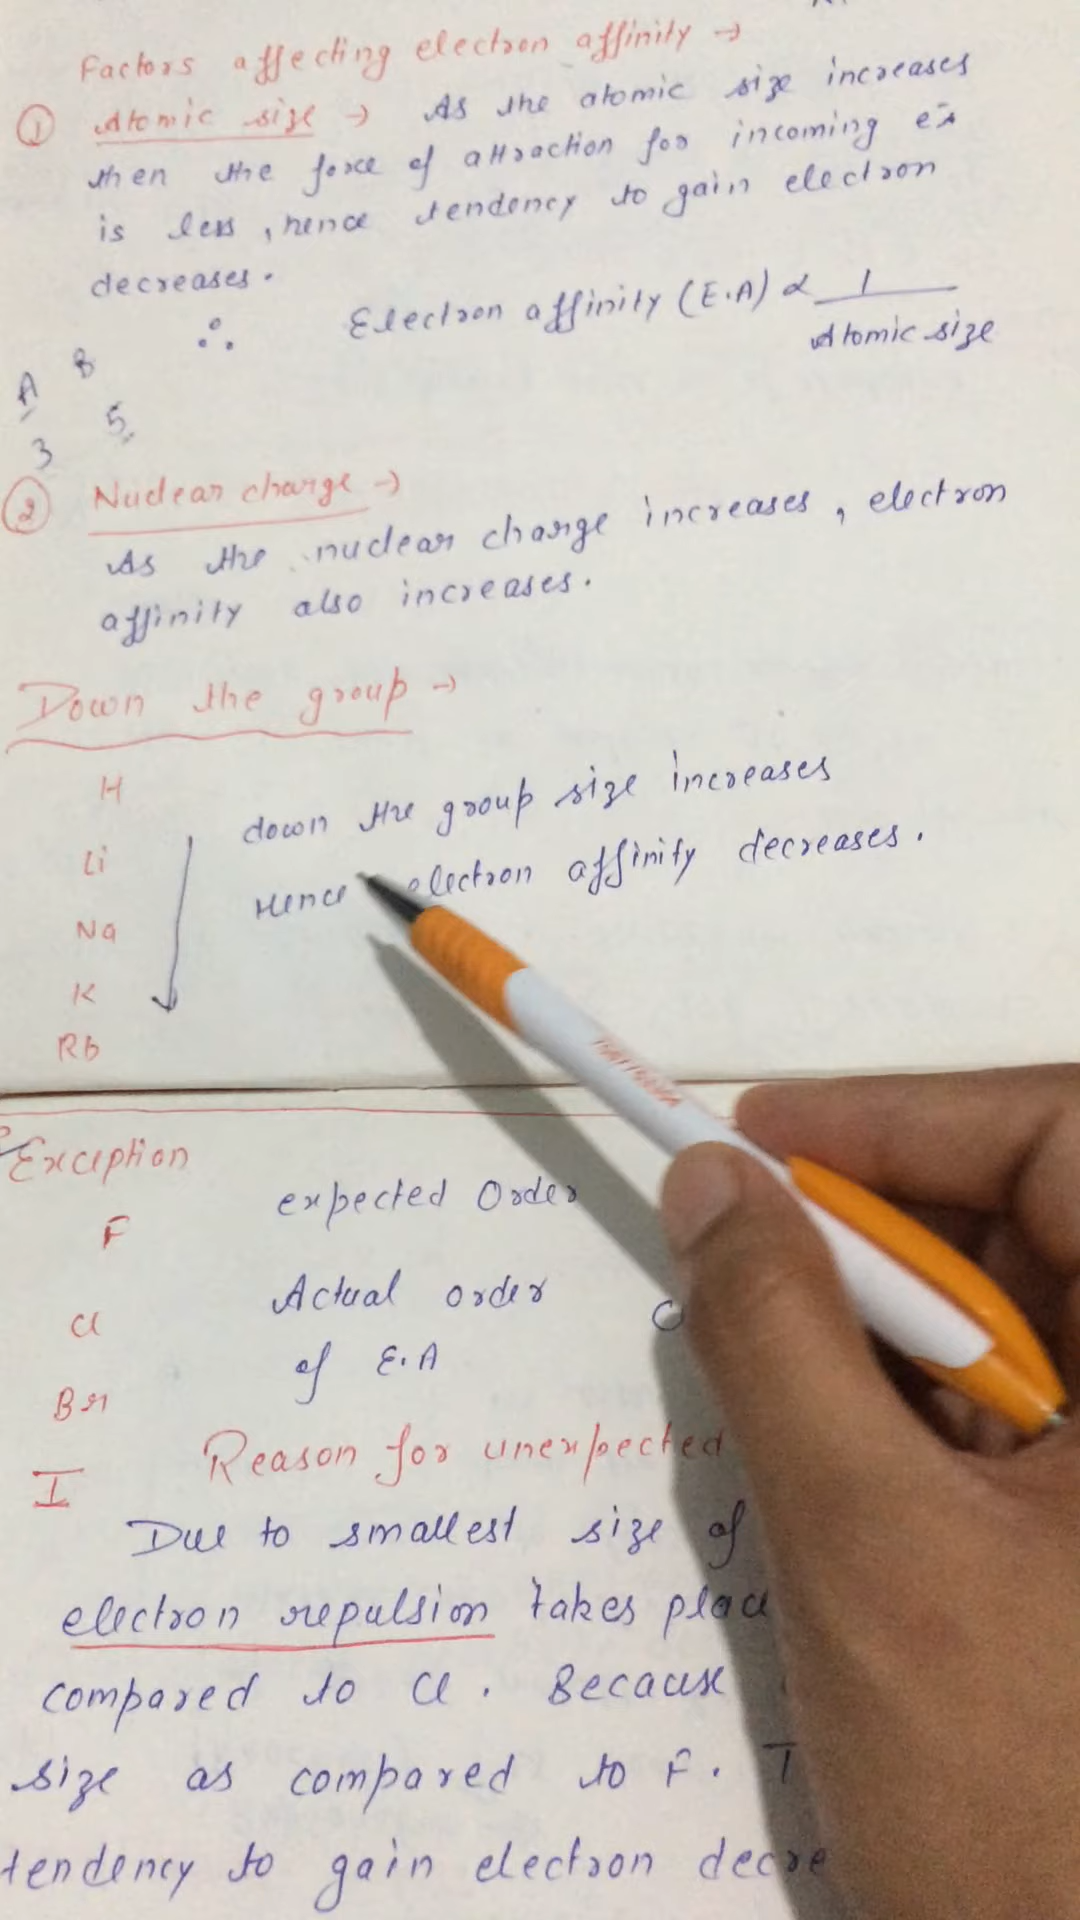 Factors affecting electron affinity →
① Atomic size → As the atomic size increases
then the force of attraction for incoming e⁻s
is less, hence tendency to gain electron
decreases.
∴ Electron affinity (E.A) ∝ 1
Atomic size
A B
3 5
② Nuclear charge →
As the nuclear charge increases, electron
affinity also increases.
Down the group →
H
down the group size increases
Li
Hence electron affinity decreases.
Na
K
Rb
Exception
expected Order
F
Actual order
Cl
of E.A
Br
Reason for unexpected
I
Due to smallest size of
electron repulsion takes place
compared to Cl. Because
size as compared to F.
tendency to gain electron decre